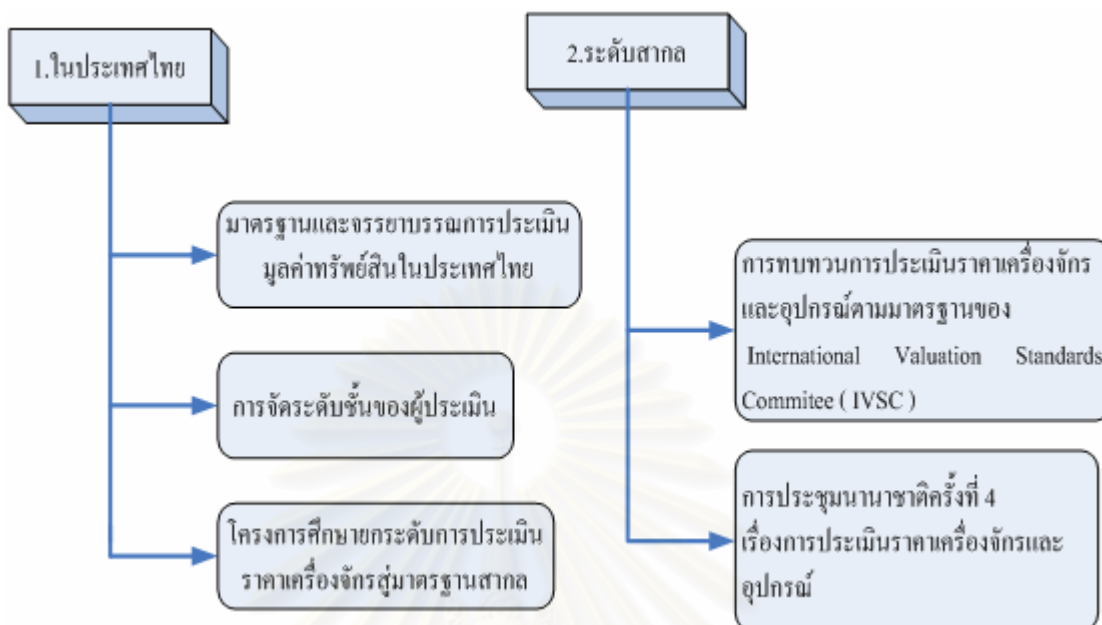 1.ในประเทศไทย
มาตรฐานและจรรยาบรรณการประเมิน
มูลค่าทรัพย์สินในประเทศไทย
การจัดระดับชั้นของผู้ประเมิน
โครงการศึกษายกระดับการประเมิน
ราคาเครื่องจักรสู่มาตรฐานสากล
2.ระดับสากล
การทบทวนการประเมินราคาเครื่องจักร
และอุปกรณ์ตามมาตรฐานของ
International Valuation Standards
Commitee ( IVSC )
การประชุมนานาชาติครั้งที่ 4
เรื่องการประเมินราคาเครื่องจักรและ
อุปกรณ์